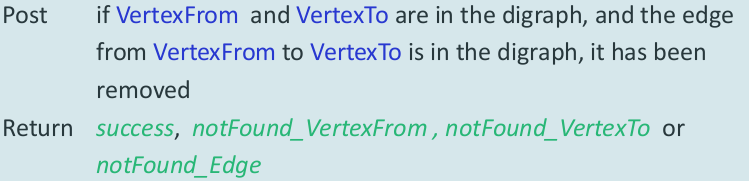 Post if VertexFrom and VertexTo are in the digraph, and the edge
from VertexFrom to VertexTo is in the digraph, it has been
removed
Return success, notFound_VertexFrom , notFound_VertexTo or
notFound_Edge